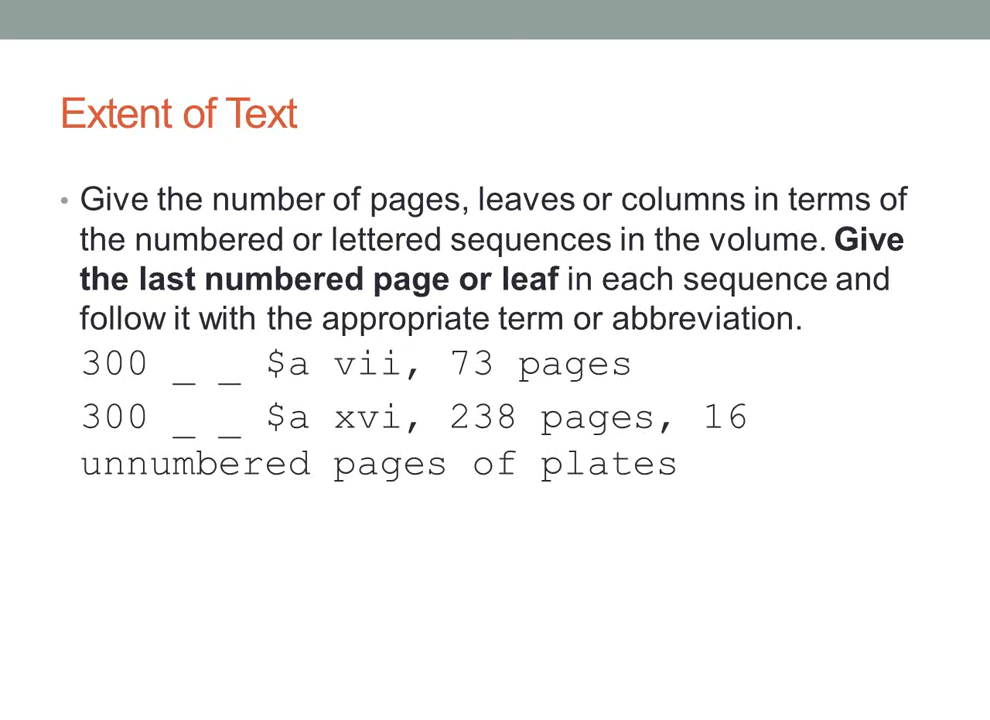 Extent of Text
• Give the number of pages, leaves or columns in terms of
the numbered or lettered sequences in the volume. Give
the last numbered page or leaf in each sequence and
follow it with the appropriate term or abbreviation.
300 _ _ $a vii, 73 pages
300 _ _ $a xvi, 238 pages, 16
unnumbered pages of plates